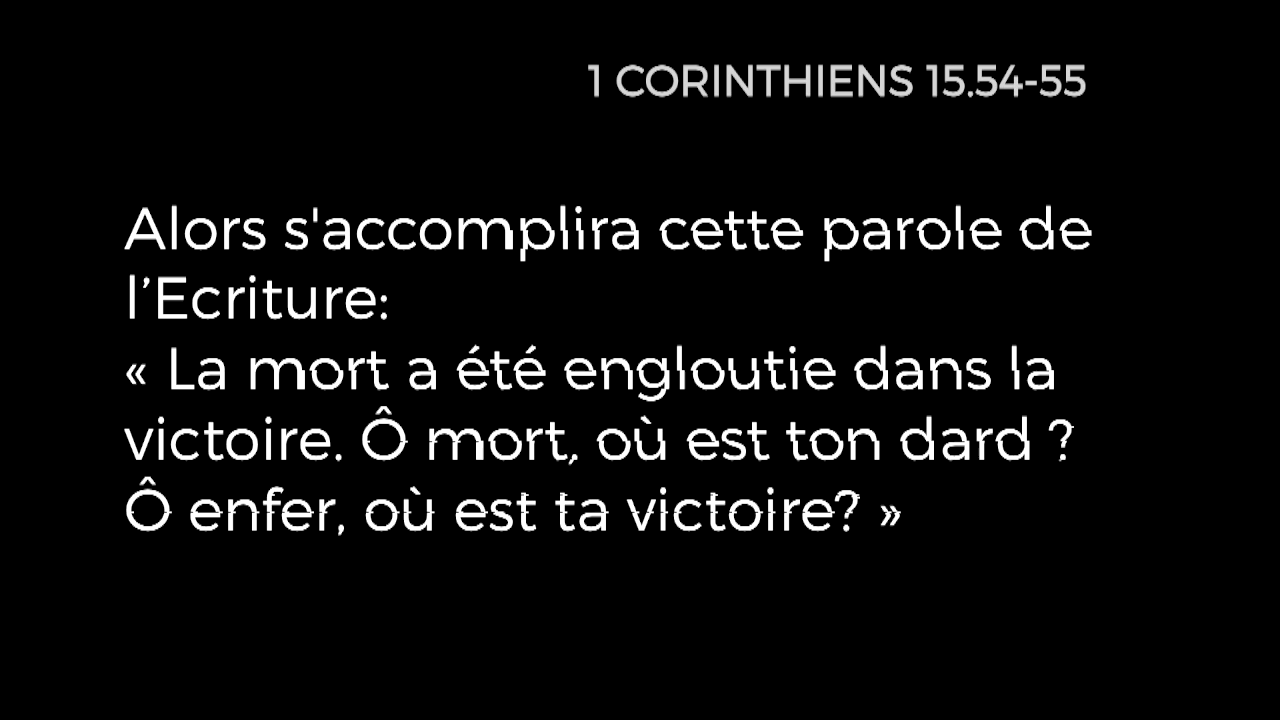 1 CORINTHIENS 15.54-55
Alors s'accomplira cette parole de
l’Ecriture:
« La mort a été engloutie dans la
victoire. Ô mort, où est ton dard ?
Ô enfer, où est ta victoire? »